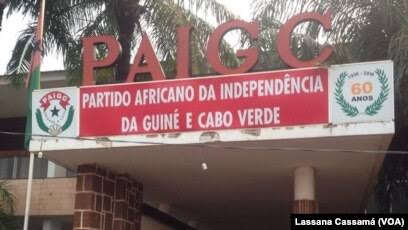 PAIGC
PAIGC
PARTIDO AFRICANO DA INDEPENDÊNCIA
DA GUINÉ E CABO VERDE
60
ANOS
Lassana Cassamá (VOA)